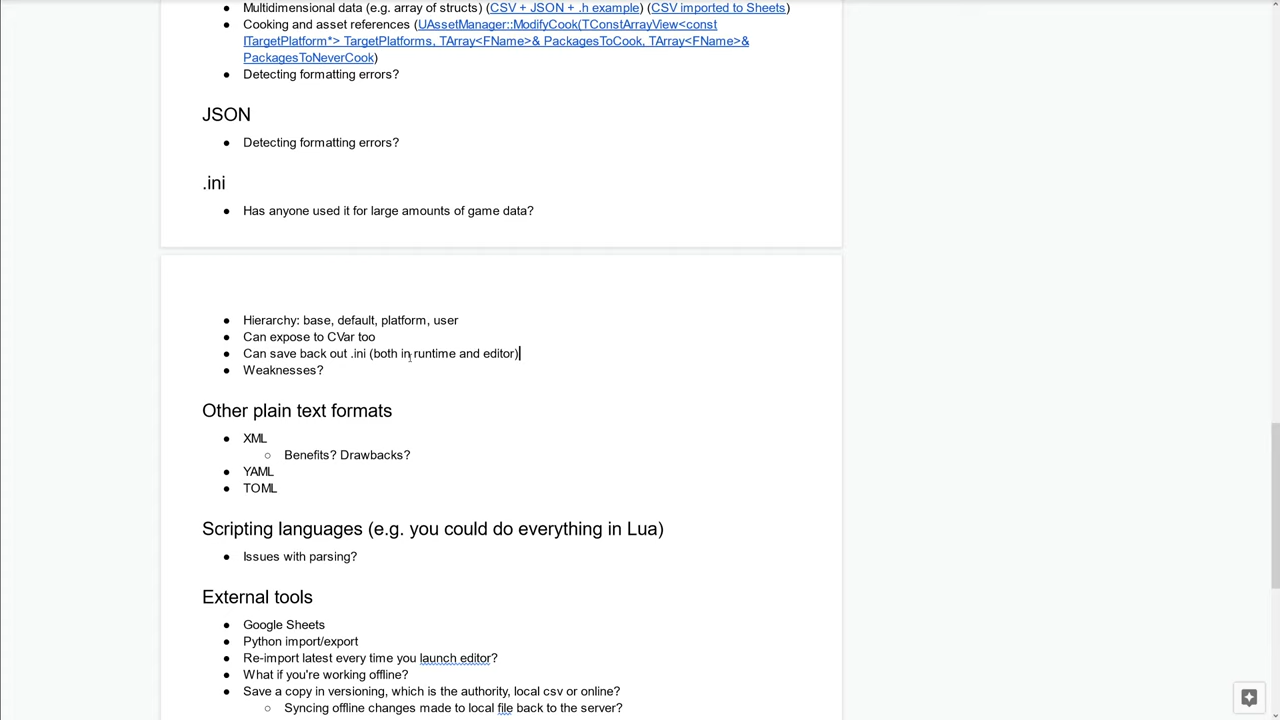 ● Multidimensional data (e.g. array of structs) (CSV + JSON + .h example) (CSV imported to Sheets)
● Cooking and asset references (UAssetManager::ModifyCook(TConstArrayView<const
ITargetPlatform*> TargetPlatforms, TArray<FName>& PackagesToCook, TArray<FName>&
PackagesToNeverCook)
● Detecting formatting errors?
JSON
● Detecting formatting errors?
.ini
● Has anyone used it for large amounts of game data?
● Hierarchy: base, default, platform, user
● Can expose to CVar too
● Can save back out .ini (both in runtime and editor)
● Weaknesses?
Other plain text formats
● XML
○ Benefits? Drawbacks?
● YAML
● TOML
Scripting languages (e.g. you could do everything in Lua)
● Issues with parsing?
External tools
● Google Sheets
● Python import/export
● Re-import latest every time you launch editor?
● What if you're working offline?
● Save a copy in versioning, which is the authority, local csv or online?
○ Syncing offline changes made to local file back to the server?